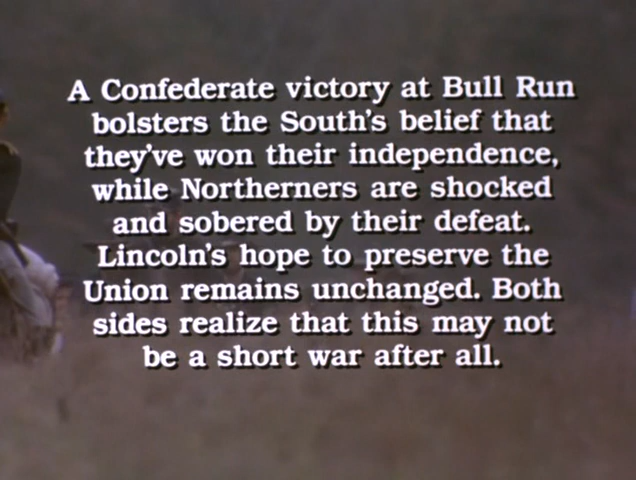 A Confederate victory at Bull Run
bolsters the South's belief that
they've won their independence,
while Northerners are shocked
and sobered by their defeat.
Lincoln's hope to preserve the
Union remains unchanged. Both
sides realize that this may not
be a short war after all.